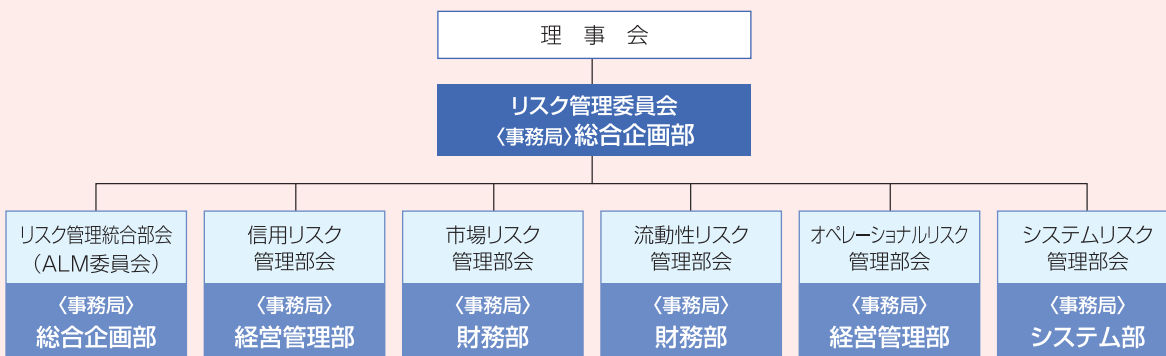 理事会
リスク管理委員会
〈事務局〉総合企画部
リスク管理統合部会
（ALM委員会）
〈事務局〉
総合企画部
信用リスク
管理部会
〈事務局〉
経営管理部
市場リスク
管理部会
〈事務局〉
財務部
流動性リスク
管理部会
〈事務局〉
財務部
オペレーショナルリスク
管理部会
〈事務局〉
経営管理部
システムリスク
管理部会
〈事務局〉
システム部